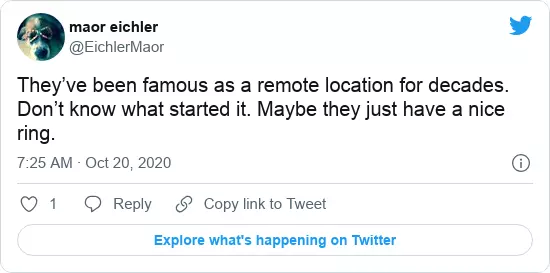 maor eichler
@EichlerMaor
They’ve been famous as a remote location for decades.
Don’t know what started it. Maybe they just have a nice
ring.
7:25 AM · Oct 20, 2020
1 Reply Copy link to Tweet
Explore what's happening on Twitter